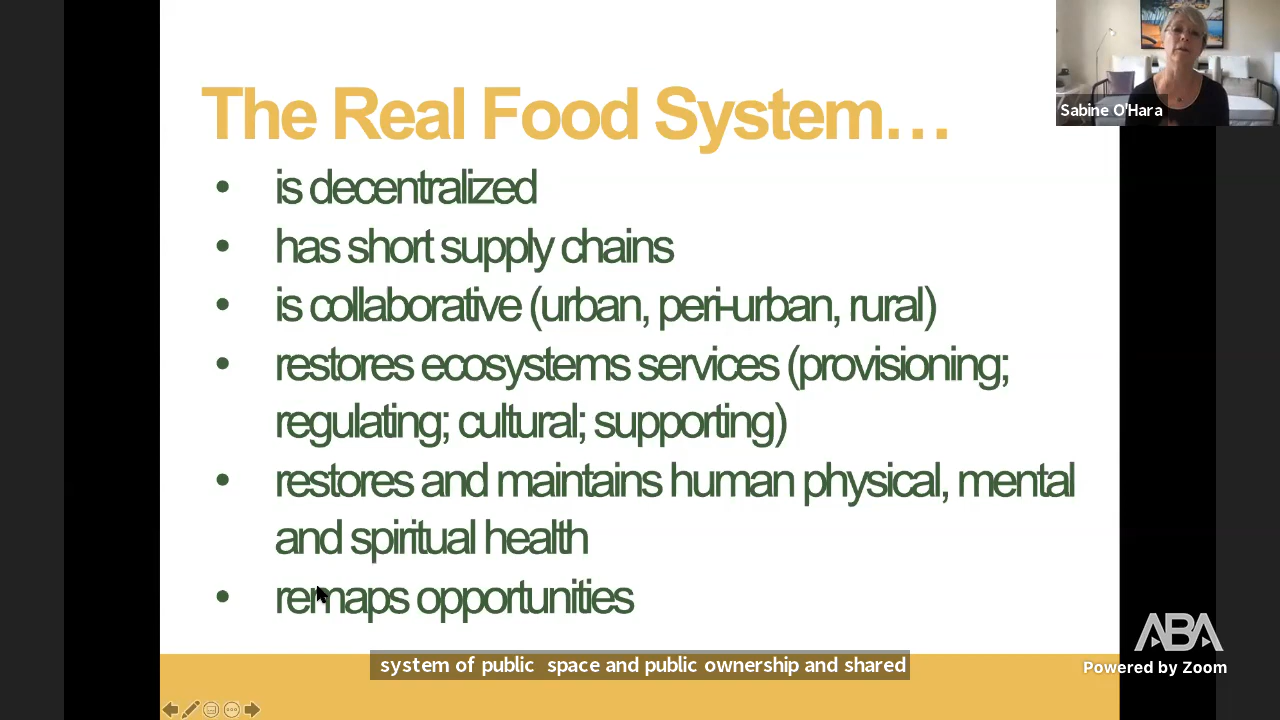 The Real Food System…
• is decentralized
• has short supply chains
• is collaborative (urban, peri-urban, rural)
• restores ecosystems services (provisioning;
regulating; cultural; supporting)
• restores and maintains human physical, mental
and spiritual health
• remaps opportunities
Sabine O'Hara
system of public space and public ownership and shared
ABA
Powered by Zoom